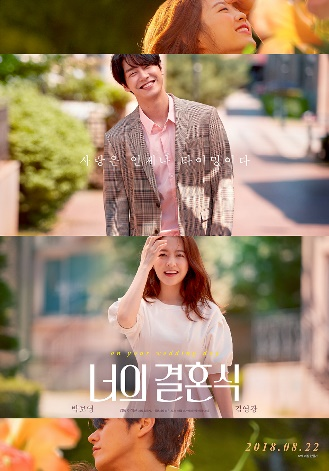 사랑은 언제나 타이밍이다
on your wedding day
너의 결혼식
박보영 김영광
2018.08.22